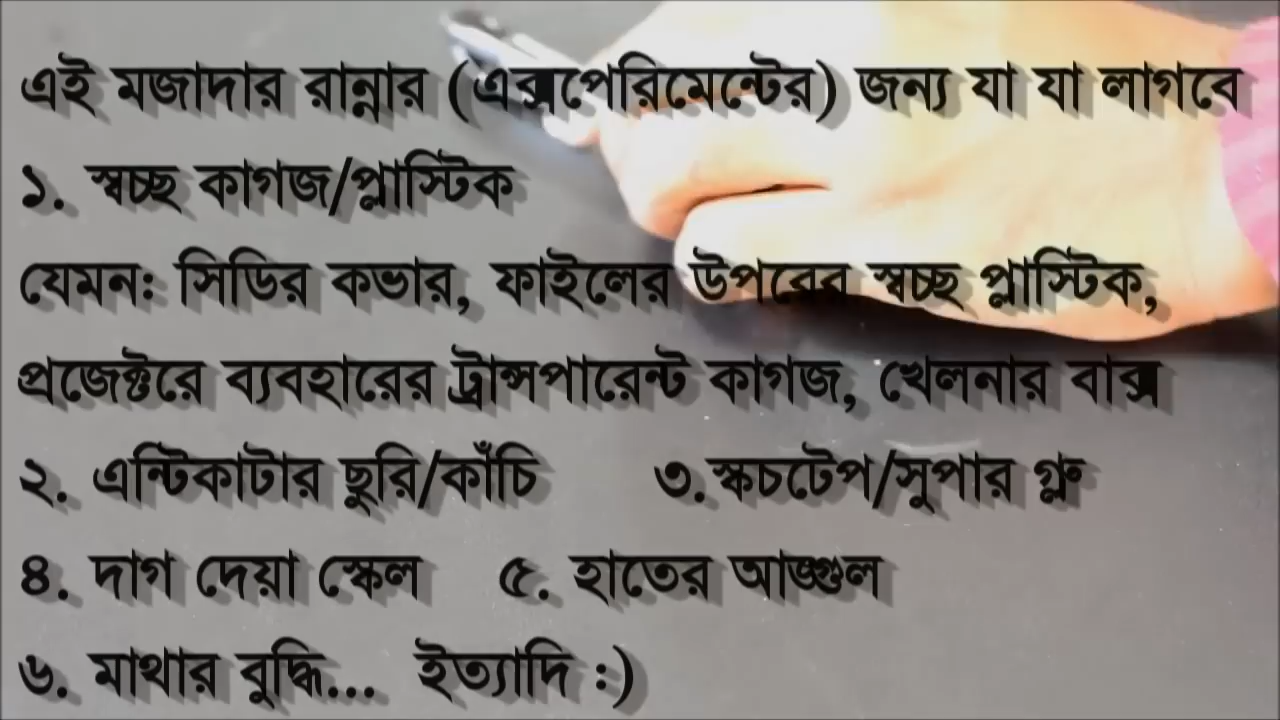 এই মজাদার রান্নার (এক্সপেরিমেন্টের) জন্য যা যা লাগবে
১. স্বচ্ছ কাগজ/প্লাস্টিক
যেমন: সিডির কভার, ফাইলের উপরের স্বচ্ছ প্লাস্টিক,
প্রজেক্টরে ব্যবহারের ট্রান্সপারেন্ট কাগজ, খেলনার বাক্স
২. এন্টিকাটার ছুরি/কাঁচি ৩.স্কচটেপ/সুপার গ্লু
৪. দাগ দেয়া স্কেল ৫. হাতের আঙ্গুল
৬. মাথার বুদ্ধি... ইত্যাদি :)